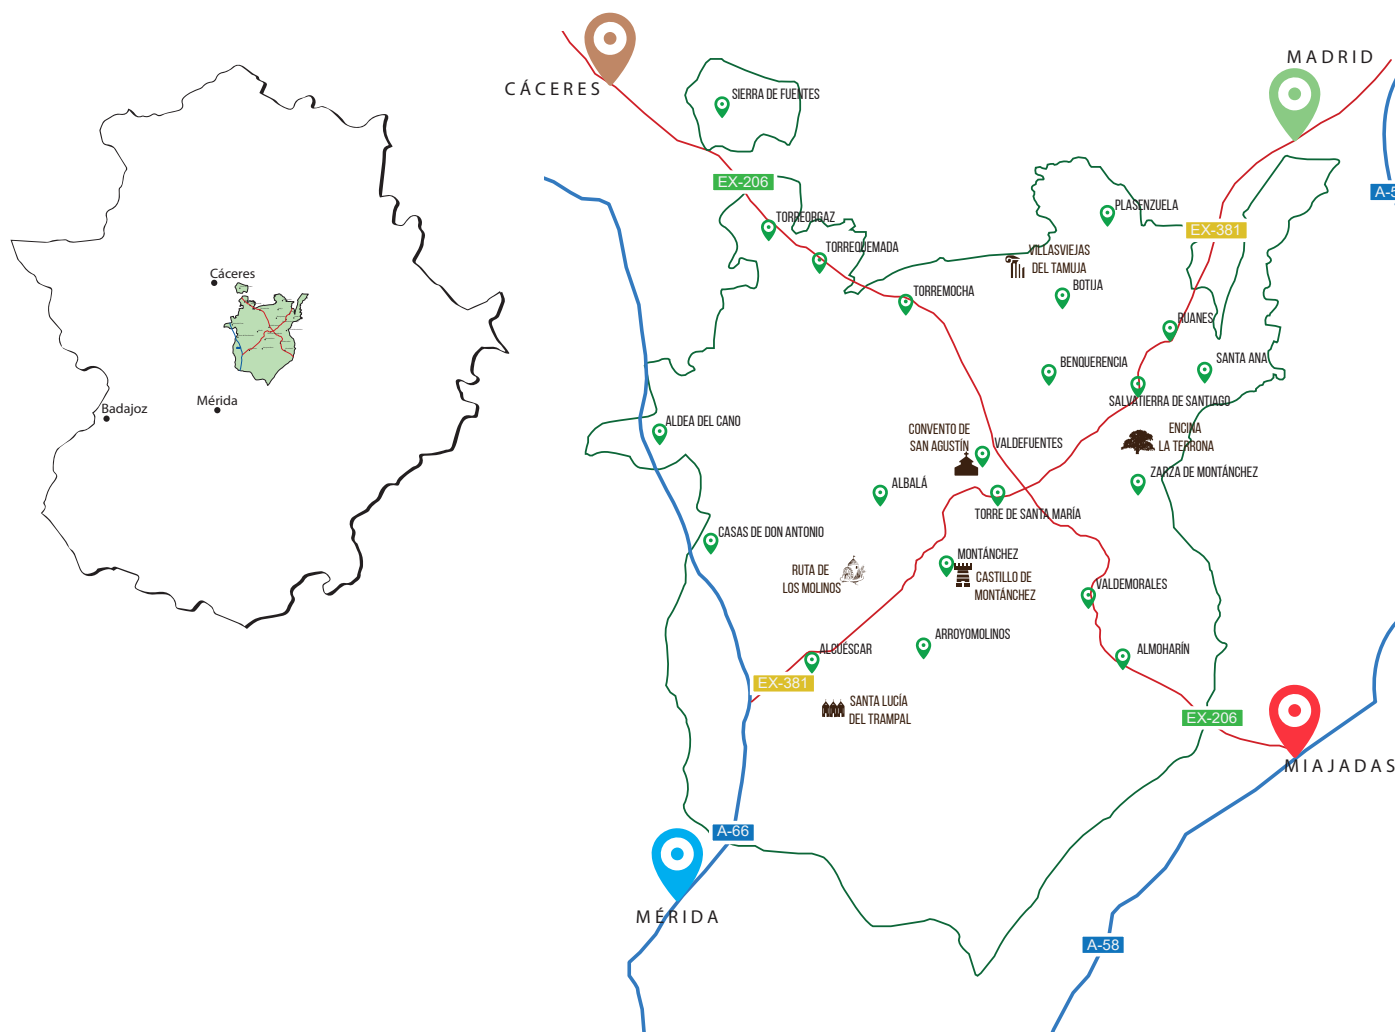 Cáceres
Badajoz
Mérida
CÁCERES
MADRID
SIERRA DE FUENTES
EX-206
A-5
PLASENZUELA
TORREORGAZ
EX-381
TORREQUEMADA
VILLASVIEJAS
DEL TAMUJA
BOTIJA
TORREMOCHA
RUANES
BENQUERENCIA
SANTA ANA
SALVATIERRA DE SANTIAGO
ALDEA DEL CANO
CONVENTO DE
SAN AGUSTÍN
VALDEFUENTES
ENCINA
LA TERRONA
ZARZA DE MONTÁNCHEZ
ALBALÁ
TORRE DE SANTA MARÍA
CASAS DE DON ANTONIO
MONTÁNCHEZ
RUTA DE
LOS MOLINOS
CASTILLO DE
MONTÁNCHEZ
VALDEMORALES
ARROYOMOLINOS
ALCUÉSCAR
ALMOHARÍN
EX-381
SANTA LUCÍA
DEL TRAMPAL
EX-206
MIAJADAS
A-66
MÉRIDA
A-58